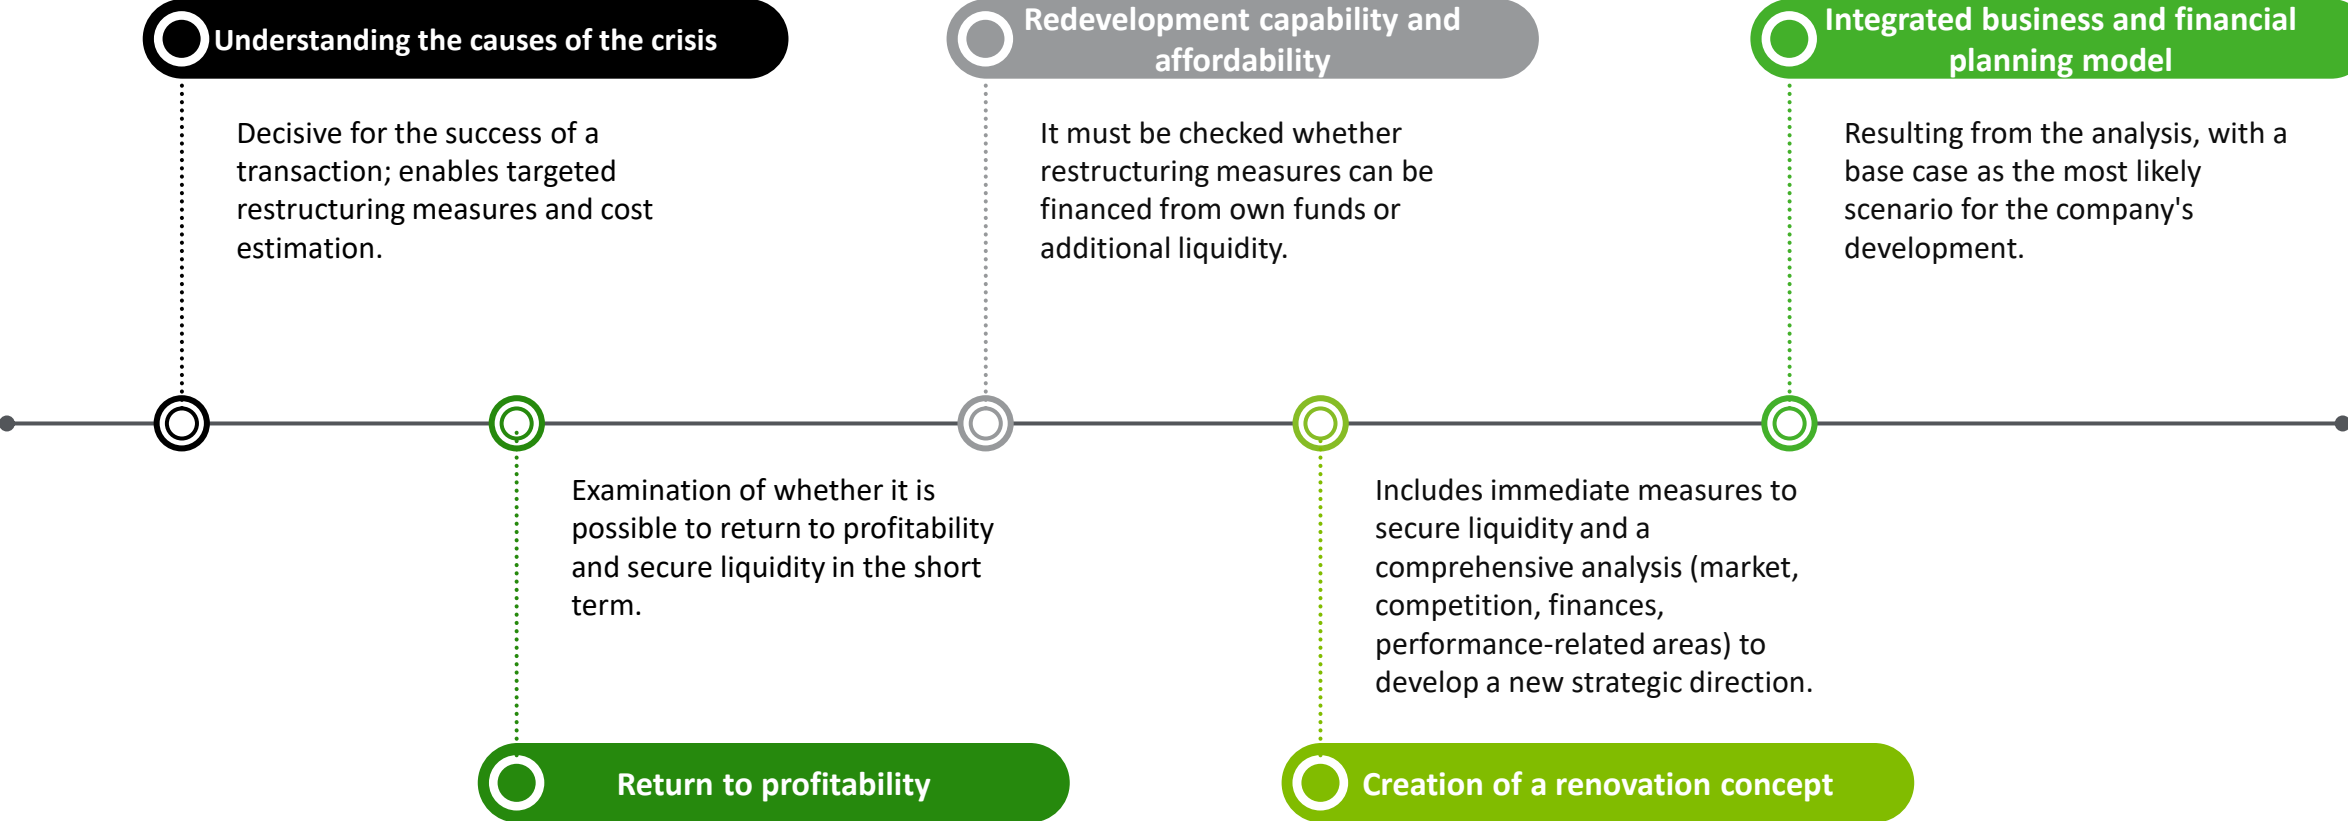 Understanding the causes of the crisis
Decisive for the success of a
transaction; enables targeted
restructuring measures and cost
estimation.
Examination of whether it is
possible to return to profitability
and secure liquidity in the short
term.
Return to profitability
Redevelopment capability and
affordability
It must be checked whether
restructuring measures can be
financed from own funds or
additional liquidity.
Includes immediate measures to
secure liquidity and a
comprehensive analysis (market,
competition, finances,
performance-related areas) to
develop a new strategic direction.
Creation of a renovation concept
Integrated business and financial
planning model
Resulting from the analysis, with a
base case as the most likely
scenario for the company's
development.